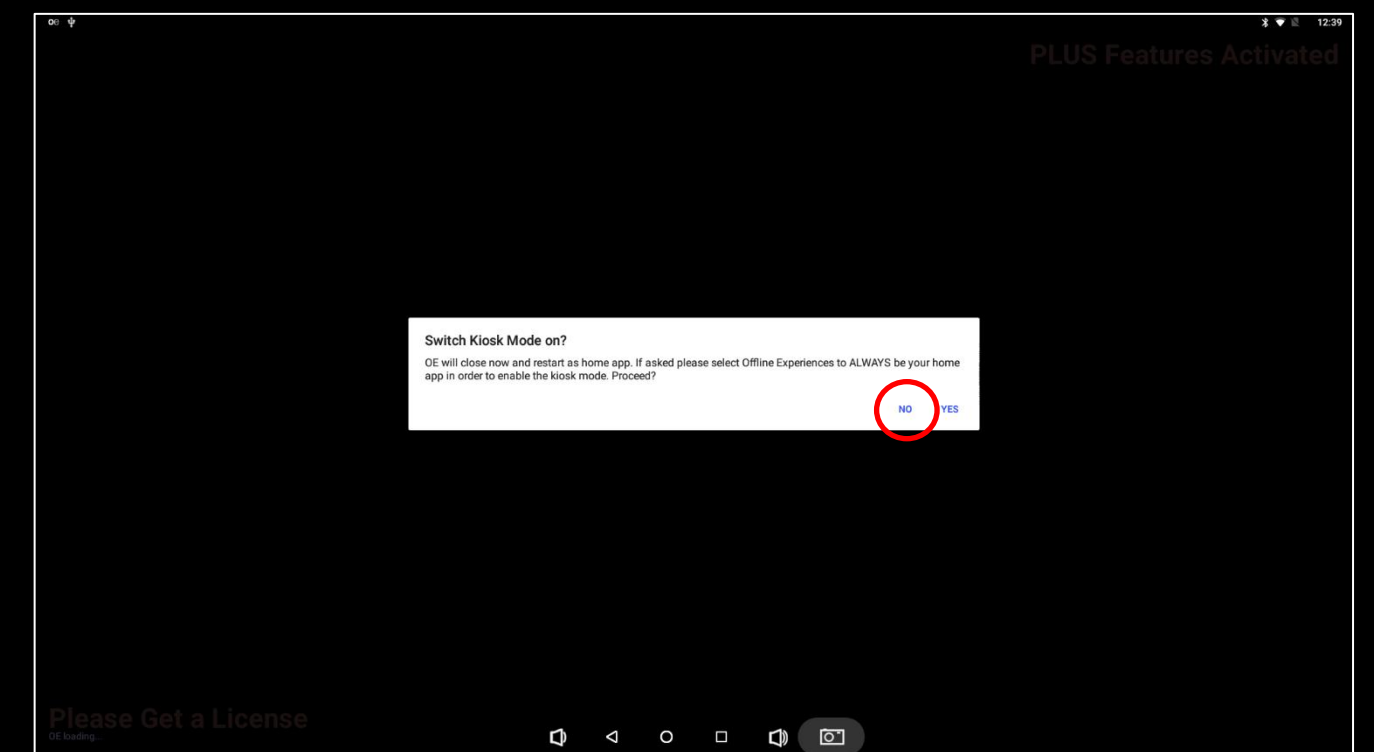 oe 12:39
PLUS Features Activated
Switch Kiosk Mode on?
OE will close now and restart as home app. If asked please select Offline Experiences to ALWAYS be your home
app in order to enable the kiosk mode. Proceed?
NO YES
Please Get a License
OE loading...